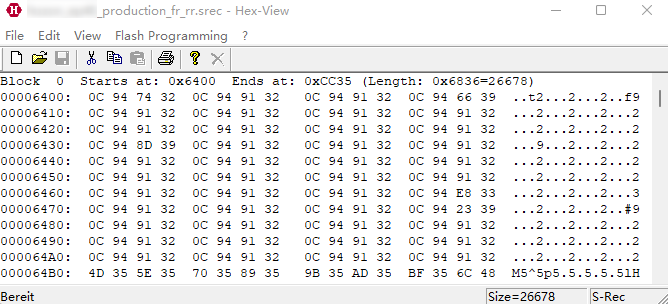 _production_fr_rr.srec - Hex-View
File Edit View Flash Programming ?
Block 0 Starts at: 0x6400 Ends at: 0xCC35 (Length: 0x6836=26678)
00006400: 0C 94 74 32 0C 94 91 32 0C 94 91 32 0C 94 66 39 ..t2...2...2..f9
00006410: 0C 94 91 32 0C 94 91 32 0C 94 91 32 0C 94 91 32 ...2...2...2...2
00006420: 0C 94 91 32 0C 94 91 32 0C 94 91 32 0C 94 91 32 ...2...2...2...2
00006430: 0C 94 8D 39 0C 94 91 32 0C 94 91 32 0C 94 91 32 ...9...2...2...2
00006440: 0C 94 91 32 0C 94 91 32 0C 94 91 32 0C 94 91 32 ...2...2...2...2
00006450: 0C 94 91 32 0C 94 91 32 0C 94 91 32 0C 94 91 32 ...2...2...2...2
00006460: 0C 94 91 32 0C 94 91 32 0C 94 91 32 0C 94 E8 33 ...2...2...2...3
00006470: 0C 94 91 32 0C 94 91 32 0C 94 91 32 0C 94 23 39 ...2...2...2..#9
00006480: 0C 94 91 32 0C 94 91 32 0C 94 91 32 0C 94 91 32 ...2...2...2...2
00006490: 0C 94 91 32 0C 94 91 32 0C 94 91 32 0C 94 91 32 ...2...2...2...2
000064A0: 0C 94 91 32 0C 94 91 32 0C 94 91 32 0C 94 91 32 ...2...2...2...2
000064B0: 4D 35 5E 35 70 35 89 35 9B 35 AD 35 BF 35 6C 48 M5^5p5.5.5.5.5lH
Bereit Size=26678 S-Rec